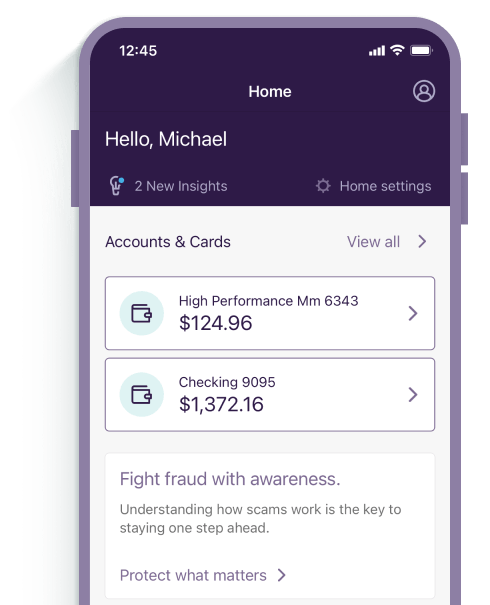 12:45
Home
Hello, Michael
2 New Insights
Home settings
Accounts & Cards
View all
High Performance Mm 6343
$124.96
Checking 9095
$1,372.16
Fight fraud with awareness.
Understanding how scams work is the key to
staying one step ahead.
Protect what matters